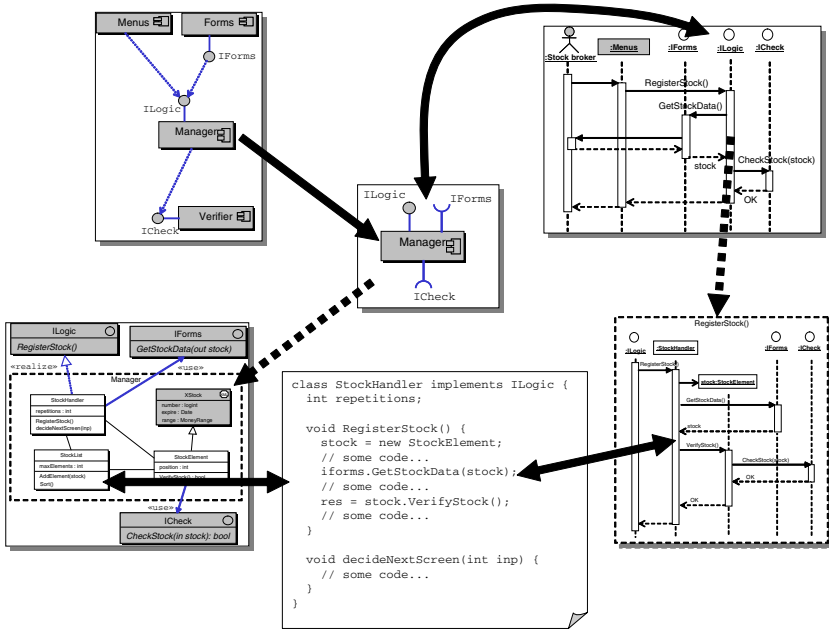 Menus
Forms
IForms
ILogic
Manager
Verifier
ICheck
:Stock broker
:Menus
:IForms
:ILogic
:ICheck
RegisterStock()
GetStockData()
stock
CheckStock(stock)
OK
ILogic
IForms
Manager
ICheck
ILogic
RegisterStock()
IForms
GetStockData(out stock)
«realize»
«use»
Manager
StockHandler
repetitions : int
RegisterStock()
decideNextScreen(inp)
XStock
number : logint
expire : Date
range : MoneyRange
StockList
maxElements : int
AddElement(stock)
Sort()
StockElement
position : int
VerifyStock() : bool
«use»
ICheck
CheckStock(in stock): bool
class StockHandler implements ILogic {
int repetitions;
void RegisterStock() {
stock = new StockElement;
// some code...
iforms.GetStockData(stock);
// some code...
res = stock.VerifyStock();
// some code...
}
void decideNextScreen(int inp) {
// some code...
}
}
RegisterStock()
:ILogic
:StockHandler
:IForms
:ICheck
RegisterStock()
stock:StockElement
GetStockData()
stock
VerifyStock()
CheckStock(stock)
OK
OK